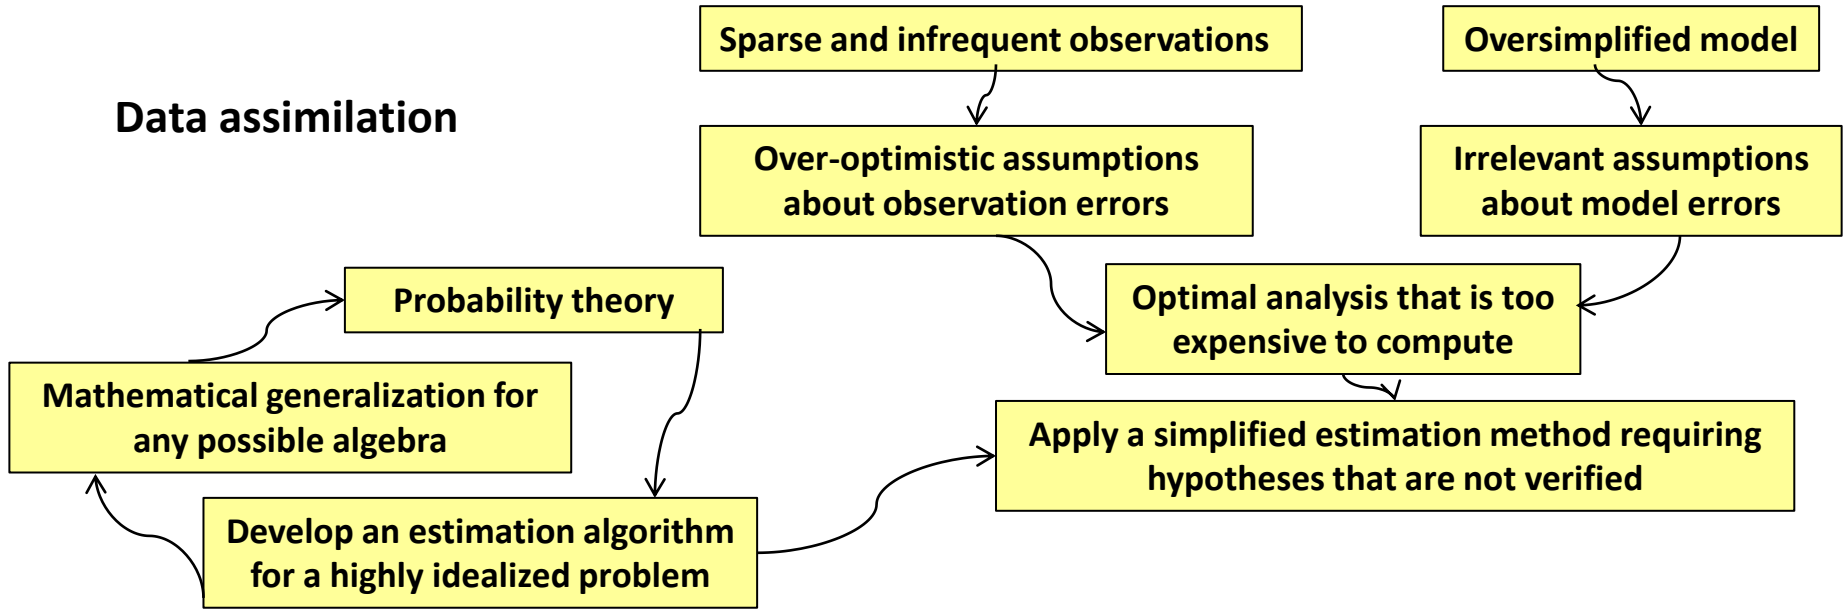 Sparse and infrequent observations
Oversimplified model
Data assimilation
Over-optimistic assumptions
about observation errors
Irrelevant assumptions
about model errors
Probability theory
Optimal analysis that is too
expensive to compute
Mathematical generalization for
any possible algebra
Apply a simplified estimation method requiring
hypotheses that are not verified
Develop an estimation algorithm
for a highly idealized problem